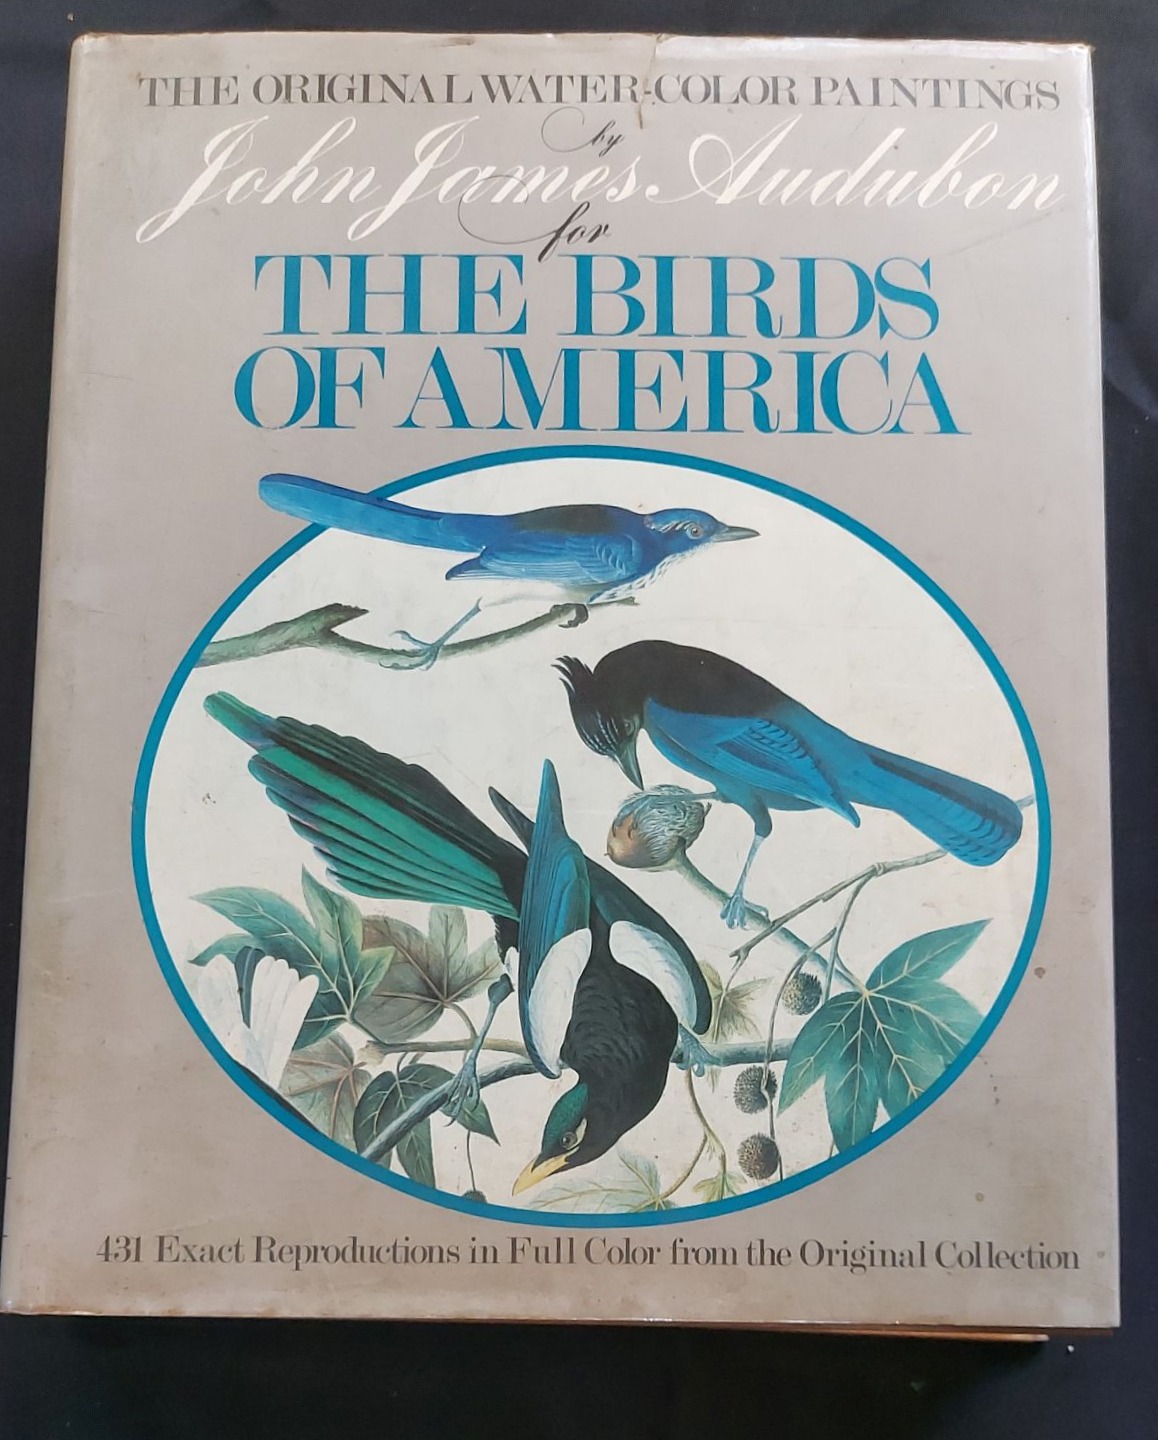 THE ORIGINAL WATER-COLOR PAINTINGS
by
John James Audubon
for
THE BIRDS
OF AMERICA
431 Exact Reproductions in Full Color from the Original Collection